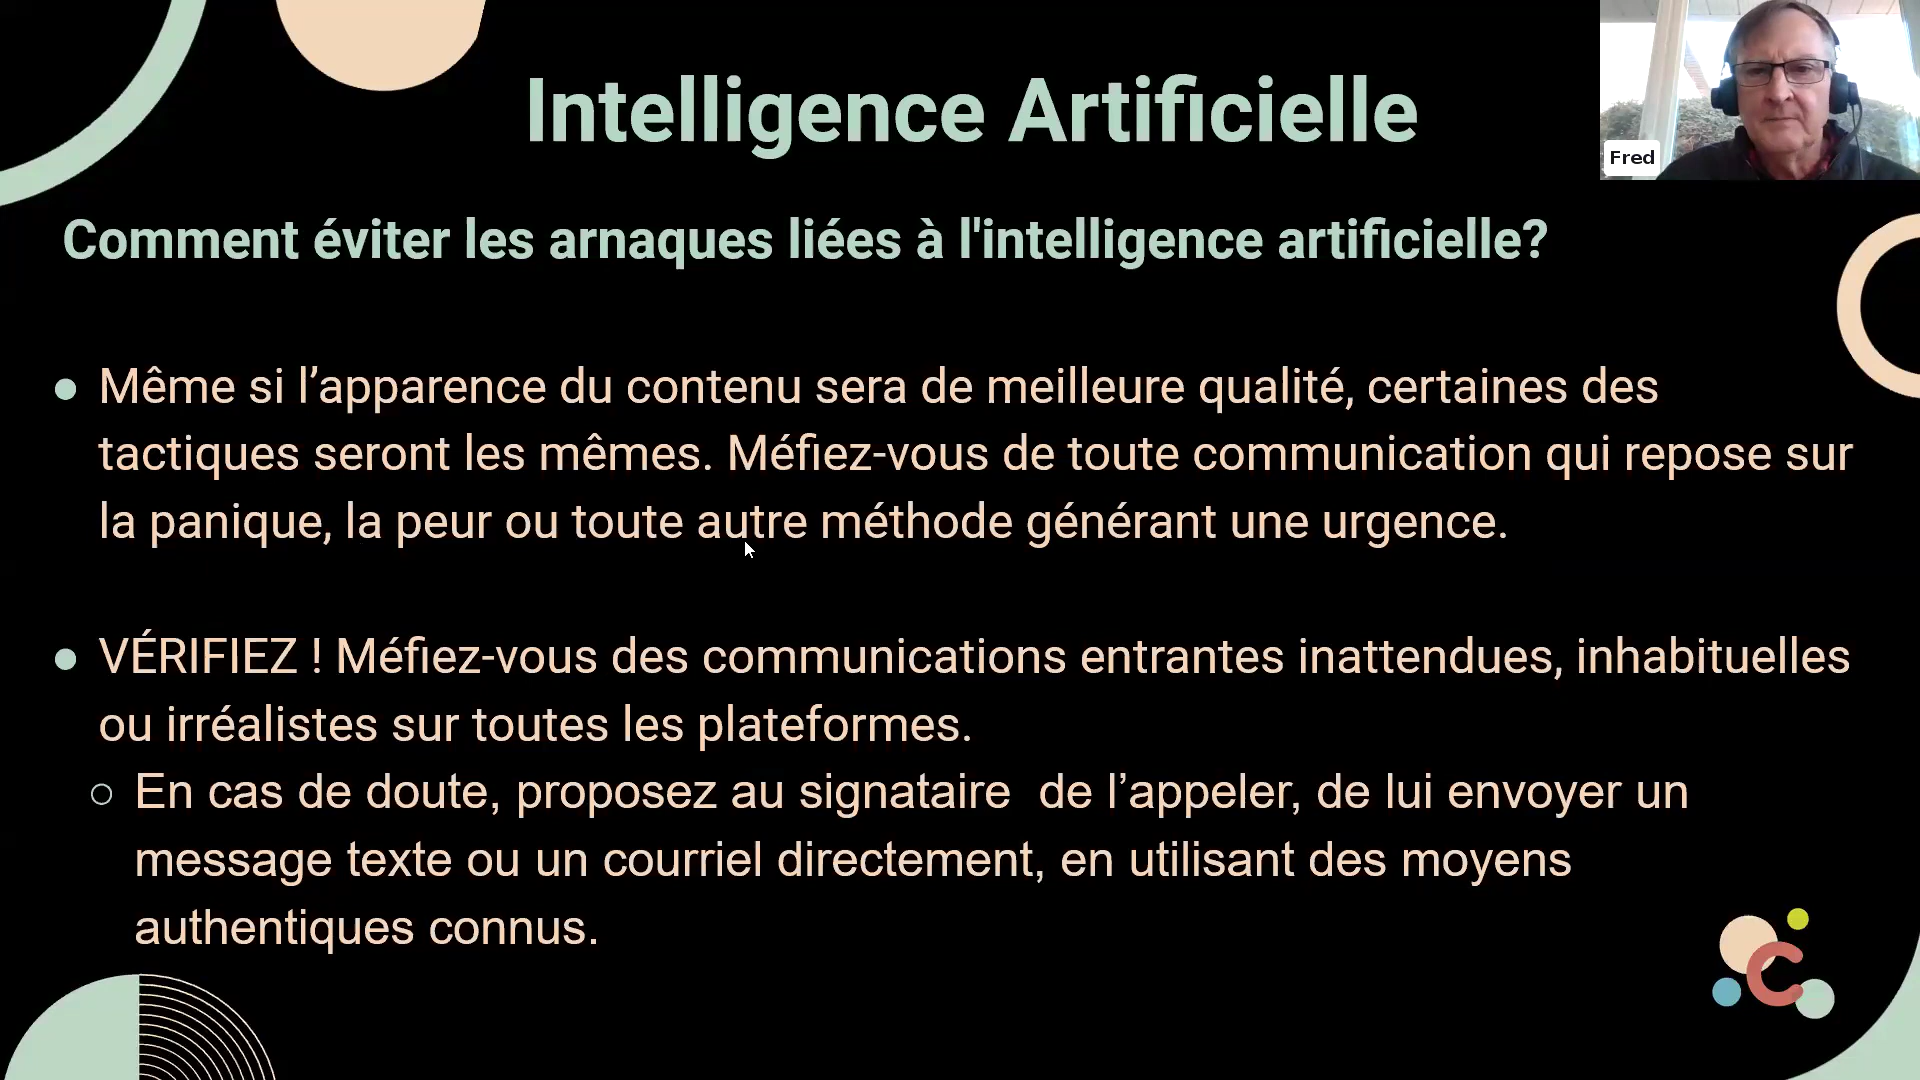 Intelligence Artificielle
Fred
Comment éviter les arnaques liées à l'intelligence artificielle?
● Même si l’apparence du contenu sera de meilleure qualité, certaines des
tactiques seront les mêmes. Méfiez-vous de toute communication qui repose sur
la panique, la peur ou toute autre méthode générant une urgence.
● VÉRIFIEZ ! Méfiez-vous des communications entrantes inattendues, inhabituelles
ou irréalistes sur toutes les plateformes.
○ En cas de doute, proposez au signataire  de l’appeler, de lui envoyer un
message texte ou un courriel directement, en utilisant des moyens
authentiques connus.